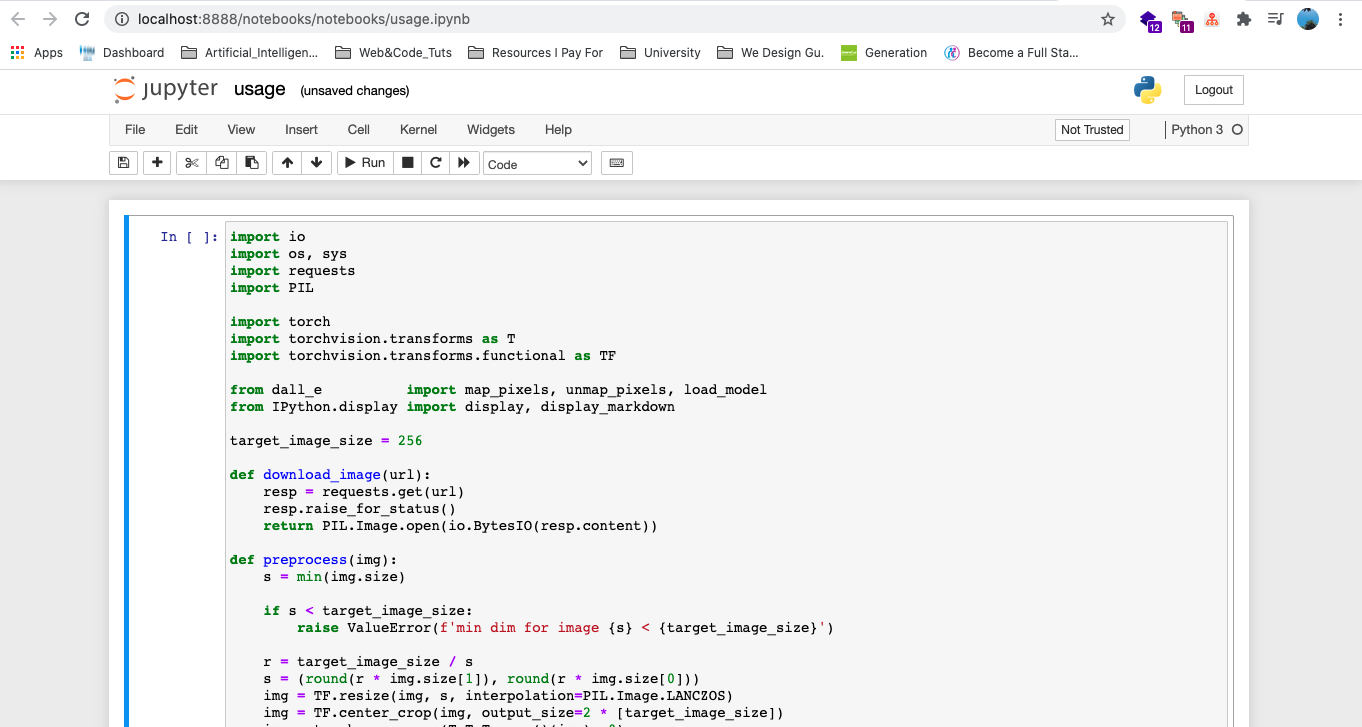 localhost:8888/notebooks/notebooks/usage.ipynb
12
11
Apps Dashboard Artificial_Intelligen... Web&Code_Tuts Resources I Pay For University We Design Gu. Generation Become a Full Sta...
jupyter usage (unsaved changes) Logout
File Edit View Insert Cell Kernel Widgets Help Not Trusted Python 3
Run Code
In [ ]: import io
import os, sys
import requests
import PIL
import torch
import torchvision.transforms as T
import torchvision.transforms.functional as TF
from dall_e          import map_pixels, unmap_pixels, load_model
from IPython.display import display, display_markdown
target_image_size = 256
def download_image(url):
    resp = requests.get(url)
    resp.raise_for_status()
    return PIL.Image.open(io.BytesIO(resp.content))
def preprocess(img):
    s = min(img.size)
    if s < target_image_size:
        raise ValueError(f'min dim for image {s} < {target_image_size}')
    r = target_image_size / s
    s = (round(r * img.size[1]), round(r * img.size[0]))
    img = TF.resize(img, s, interpolation=PIL.Image.LANCZOS)
    img = TF.center_crop(img, output_size=2 * [target_image_size])